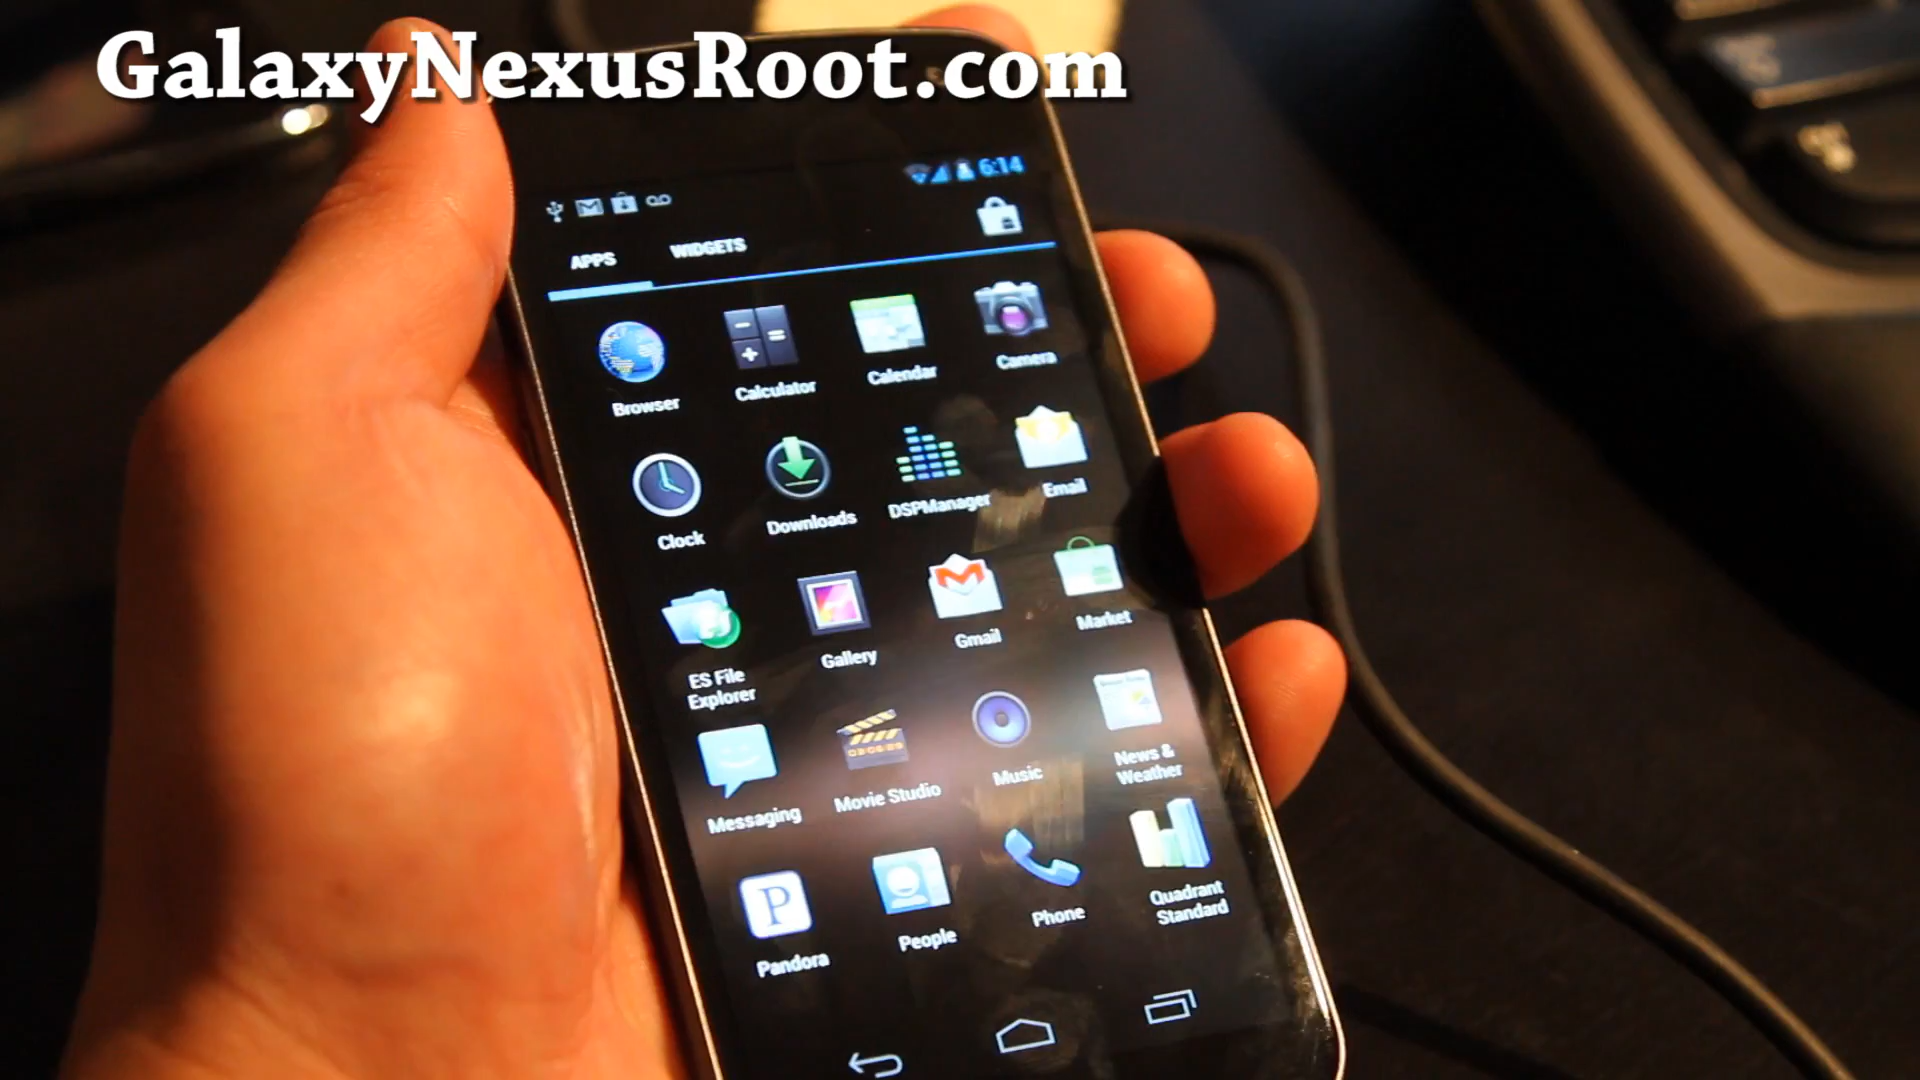 GalaxyNexusRoot.com
6:14
APPS WIDGETS
Browser Calculator Calendar Camera
Clock Downloads DSPManager Email
ES File
Explorer
Gallery Gmail Market
Messaging Movie Studio Music
News &
Weather
Pandora People Phone
Quadrant
Standard